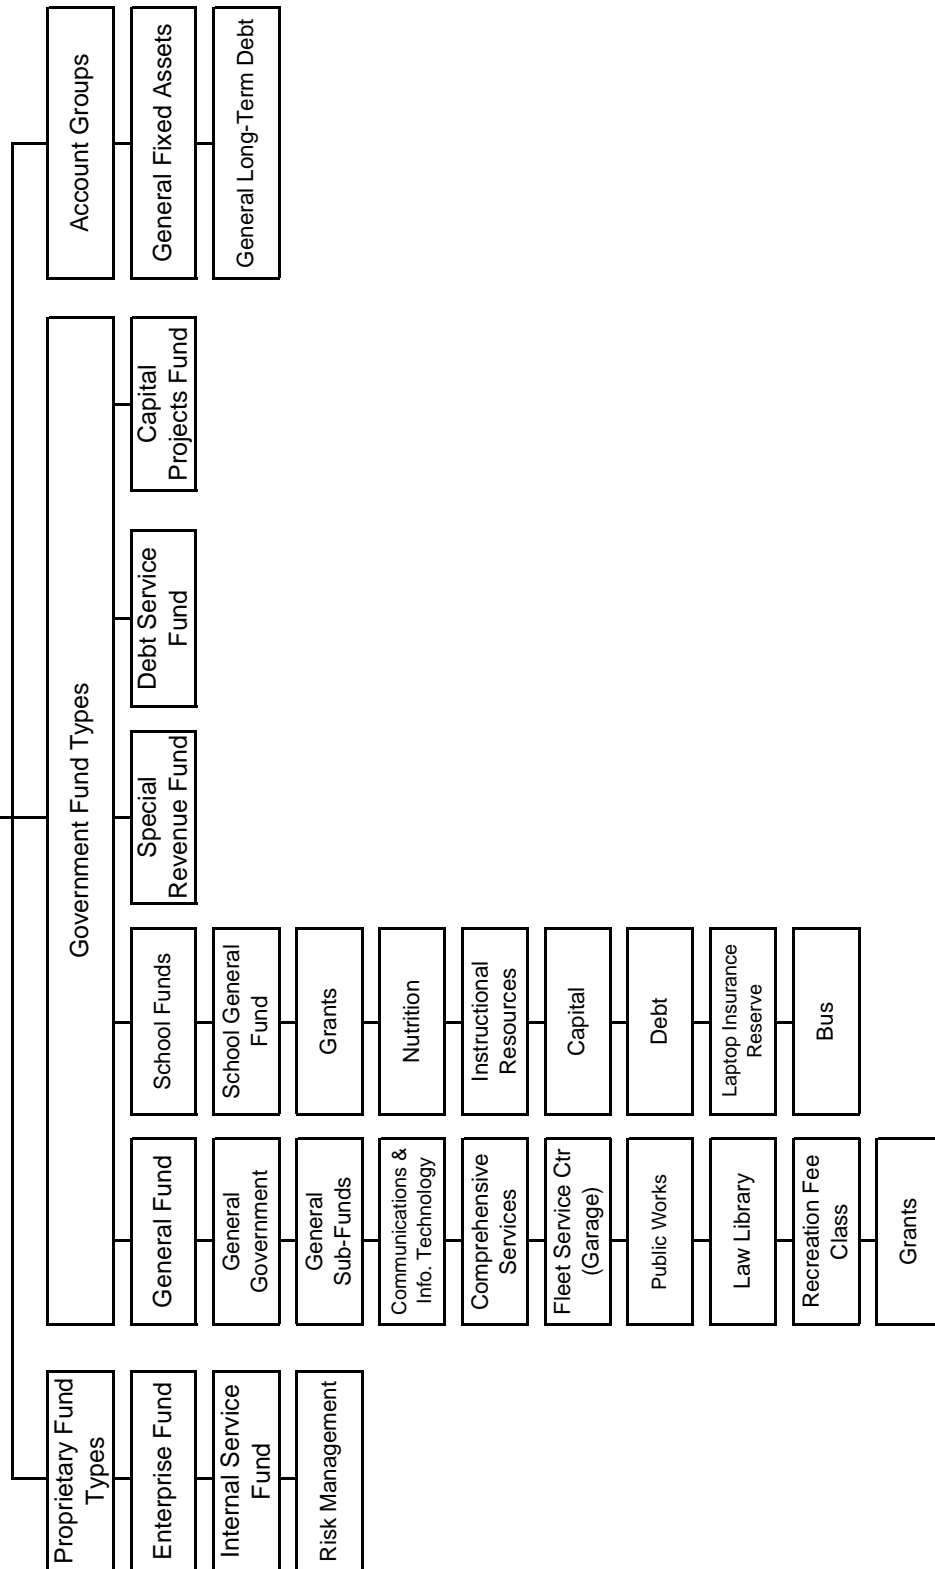 Proprietary Fund
Types
Enterprise Fund
Internal Service
Fund
Risk Management
Government Fund Types
General Fund
General
Government
General
Sub-Funds
Communications &
Info. Technology
Comprehensive
Services
Fleet Service Ctr
(Garage)
Public Works
Law Library
Recreation Fee
Class
Grants
School Funds
School General
Fund
Grants
Nutrition
Instructional
Resources
Capital
Debt
Laptop Insurance
Reserve
Bus
Special
Revenue Fund
Debt Service
Fund
Capital
Projects Fund
Account Groups
General Fixed Assets
General Long-Term Debt